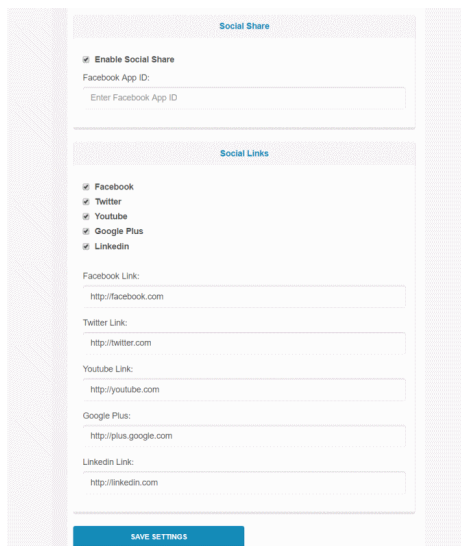 Social Share
Enable Social Share
Facebook App ID:
Enter Facebook App ID
Social Links
Facebook
Twitter
Youtube
Google Plus
Linkedin
Facebook Link:
http://facebook.com
Twitter Link:
http://twitter.com
Youtube Link:
http://youtube.com
Google Plus:
http://plus.google.com
Linkedin Link:
http://linkedin.com
SAVE SETTINGS